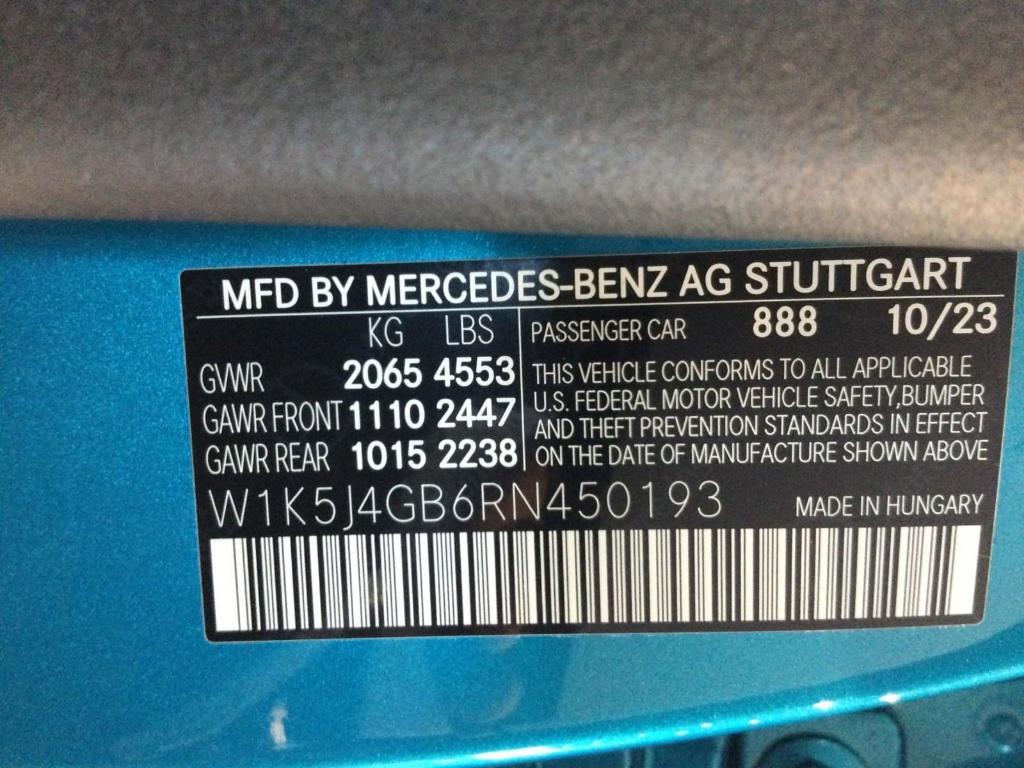 MFD BY MERCEDES-BENZ AG STUTTGART
KG LBS
GVWR 2065 4553
GAWR FRONT 1110 2447
GAWR REAR 1015 2238
PASSENGER CAR 888 10/23
THIS VEHICLE CONFORMS TO ALL APPLICABLE
U.S. FEDERAL MOTOR VEHICLE SAFETY,BUMPER
AND THEFT PREVENTION STANDARDS IN EFFECT
ON THE DATE OF MANUFACTURE SHOWN ABOVE
W1K5J4GB6RN450193
MADE IN HUNGARY